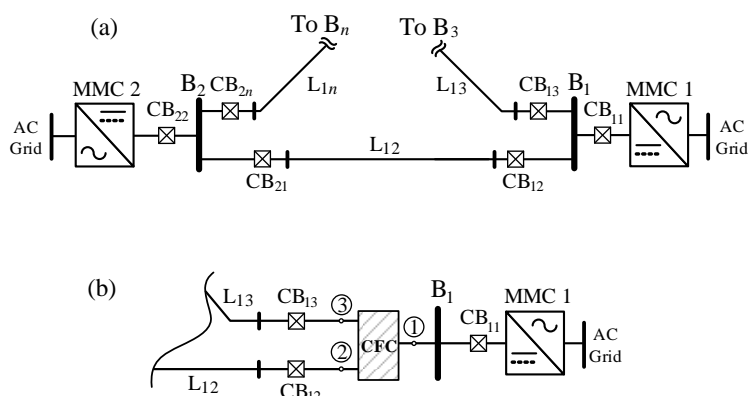 (a)
To Bn
To B3
B2
CB2n
L1n
L13
CB13
B1
MMC 2
CB22
CB11
MMC 1
AC
Grid
AC
Grid
L12
CB21
CB12
(b)
L13
CB13
③
B1
MMC 1
CB11
①
CFC
②
AC
Grid
L12
CB12